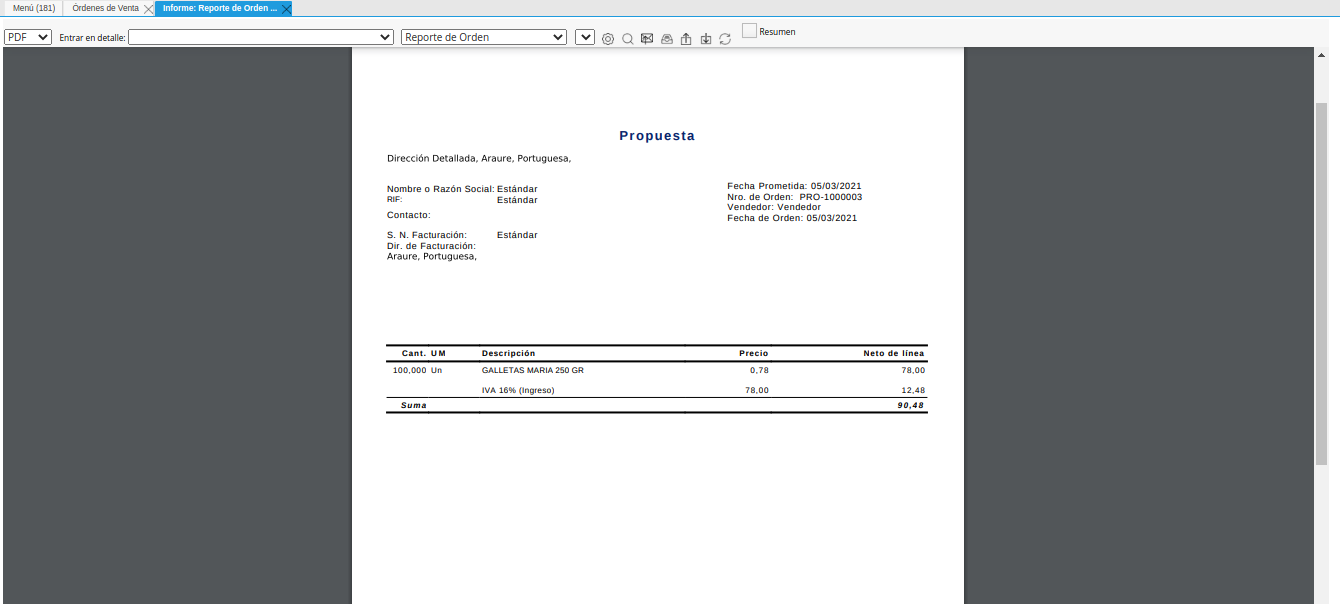 Menú (181) Órdenes de Venta Informe: Reporte de Orden ...
PDF Entrar en detalle: Reporte de Orden Resumen
Propuesta
Dirección Detallada, Araure, Portuguesa,
Nombre o Razón Social: Estándar
RIF: Estándar
Contacto:
S. N. Facturación: Estándar
Dir. de Facturación:
Araure, Portuguesa,
Fecha Prometida: 05/03/2021
Nro. de Orden: PRO-1000003
Vendedor: Vendedor
Fecha de Orden: 05/03/2021
Cant. UM Descripción Precio Neto de línea
100,000 Un GALLETAS MARIA 250 GR 0,78 78,00
IVA 16% (Ingreso) 78,00 12,48
Suma 90,48